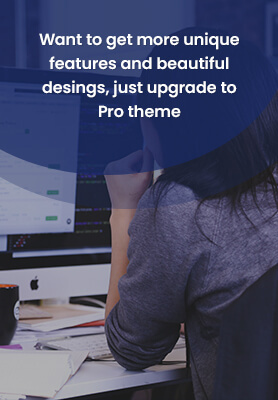 Want to get more unique
features and beautiful
desings, just upgrade to
Pro theme